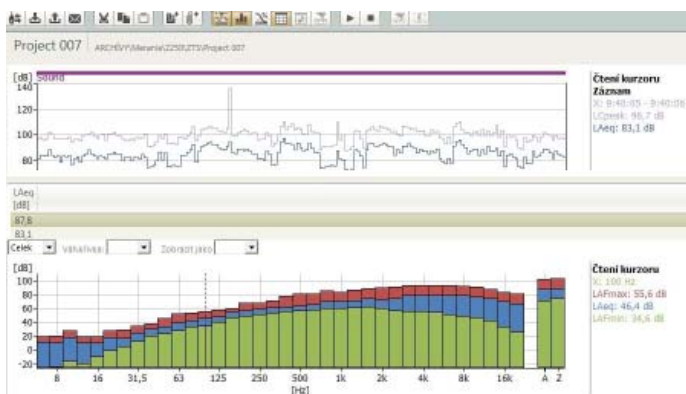 Project 007 ARCHÍVY\Meranie\2250\ZTS\Project 007
[dB] Sound
140
120
100
80
Čtení kurzoru
Záznam
X: 9:40:05 - 9:40:06
LCpeak: 96,7 dB
LAeq: 83,1 dB
LAeq
[dB]
87,8
83,1
Celek Zobrazit jako
[dB]
100
80
60
40
20
0
-20
8 16 31,5 63 125 250 500 1k 2k 4k 8k 16k A Z
[Hz]
Čtení kurzoru
X: 100 Hz
LAFmax: 55,6 dB
LAeq: 46,4 dB
LAFmin: 34,6 dB